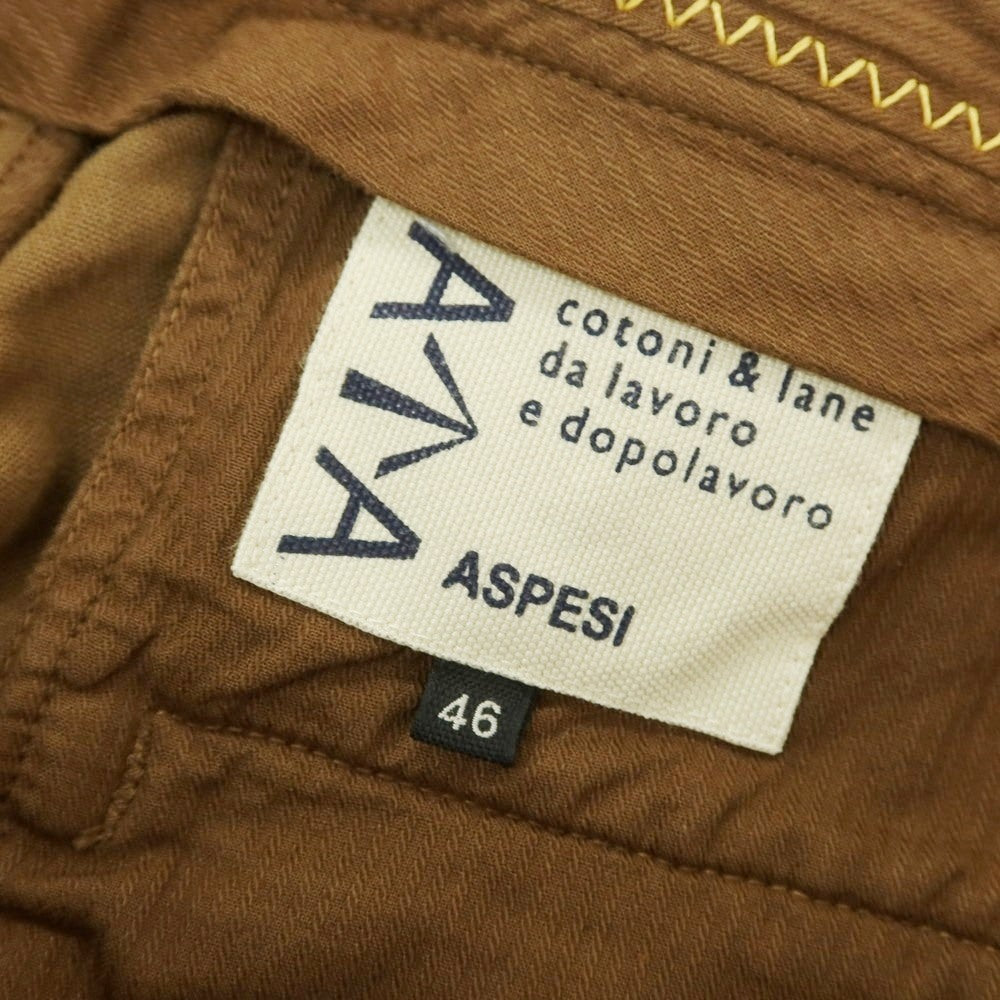 cotoni & lane
da lavoro
e dopolavoro
ASPESI
46